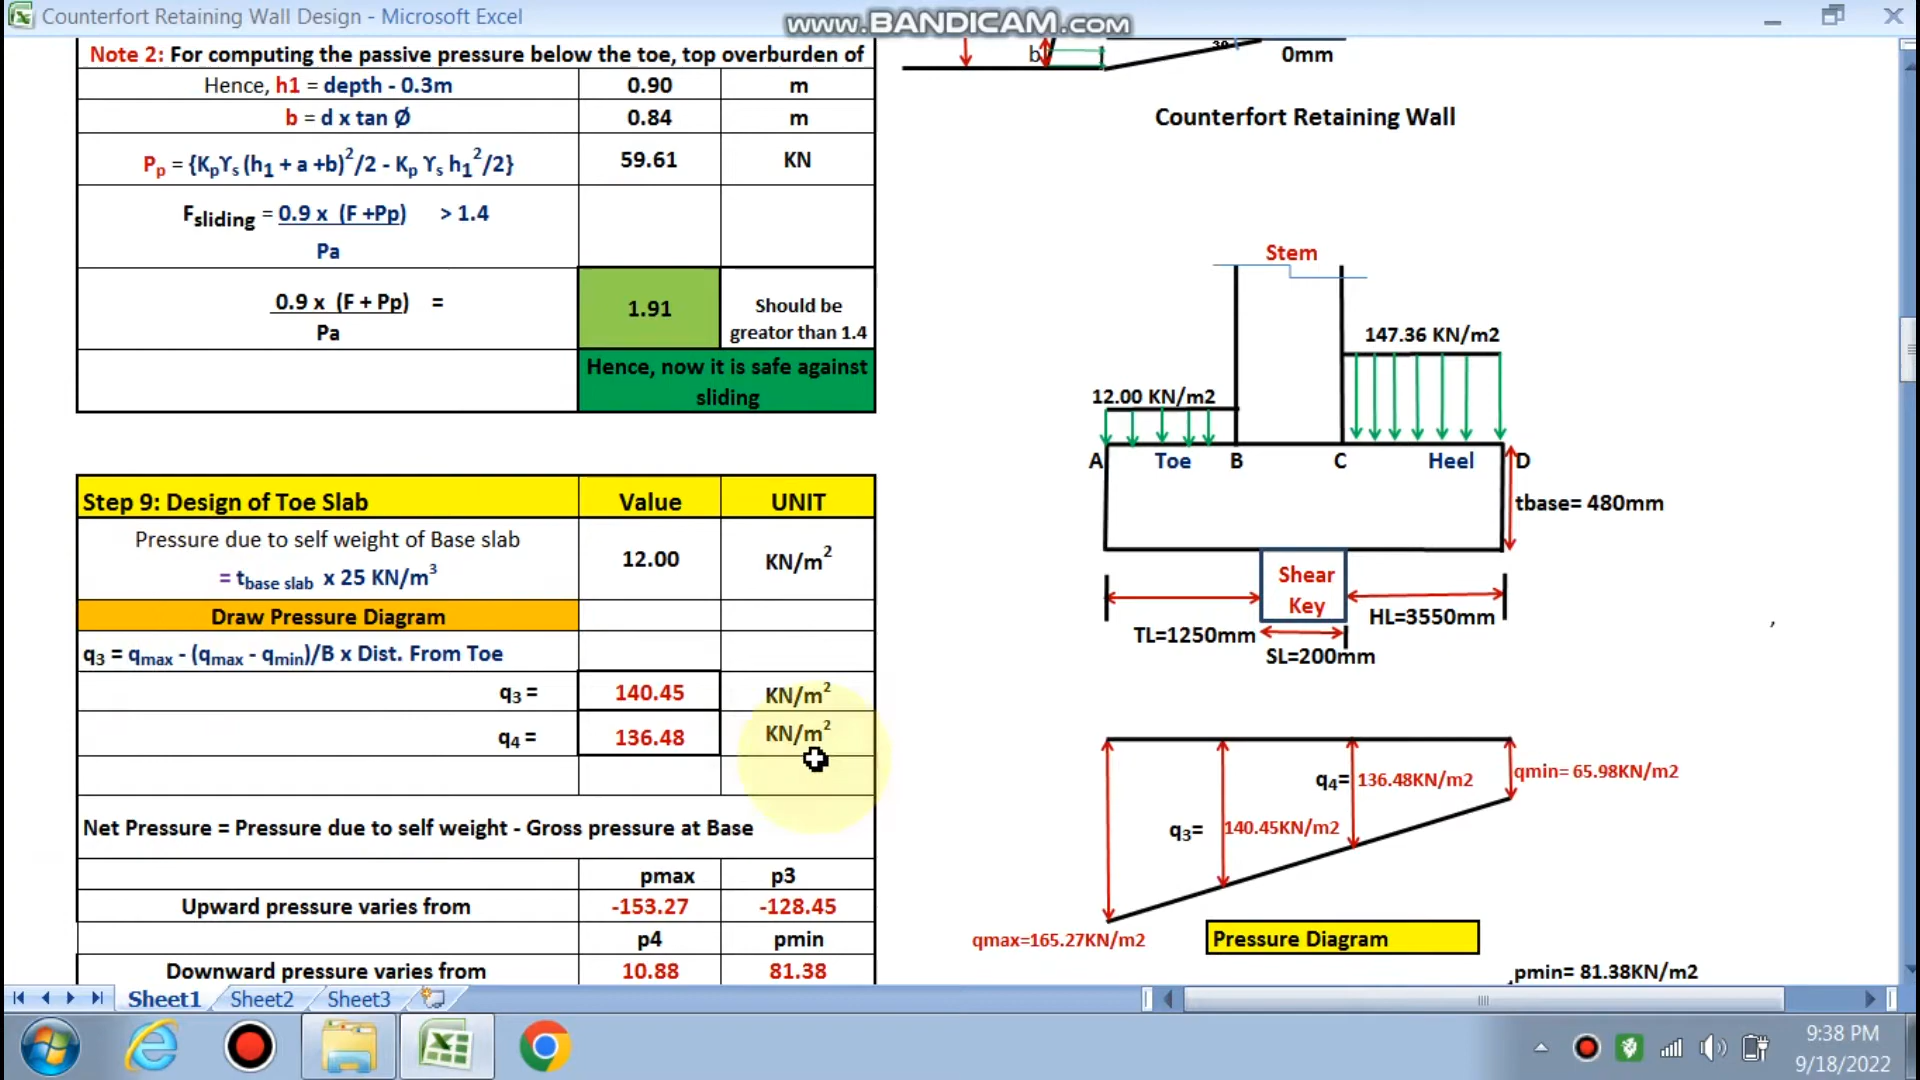 Counterfort Retaining Wall Design - Microsoft Excel
www.BANDICAM.com
Note 2: For computing the passive pressure below the toe, top overburden of
Hence, h1 = depth - 0.3m 0.90 m
b = d x tan Ø 0.84 m
Pp = {KpϒS (h1 + a +b)²/2 - Kp ϒs h1²/2} 59.61 KN
Fsliding = 0.9 x (F +Pp) > 1.4
Pa
0.9 x (F + Pp) =
Pa
1.91
Should be
greator than 1.4
Hence, now it is safe against
sliding
Step 9: Design of Toe Slab Value UNIT
Pressure due to self weight of Base slab
= tbase slab x 25 KN/m³
12.00 KN/m²
Draw Pressure Diagram
q3 = qmax - (qmax - qmin)/B x Dist. From Toe
q3 = 140.45 KN/m²
q4 = 136.48 KN/m²
Net Pressure = Pressure due to self weight - Gross pressure at Base
pmax p3
Upward pressure varies from -153.27 -128.45
p4 pmin
Downward pressure varies from 10.88 81.38
b
30
0mm
Counterfort Retaining Wall
Stem
147.36 KN/m2
12.00 KN/m2
A Toe B C Heel D
tbase= 480mm
Shear
Key
TL=1250mm
HL=3550mm
SL=200mm
q4= 136.48KN/m2
qmin= 65.98KN/m2
q3= 140.45KN/m2
qmax=165.27KN/m2
Pressure Diagram
pmin= 81.38KN/m2
Sheet1 Sheet2 Sheet3
9:38 PM
9/18/2022